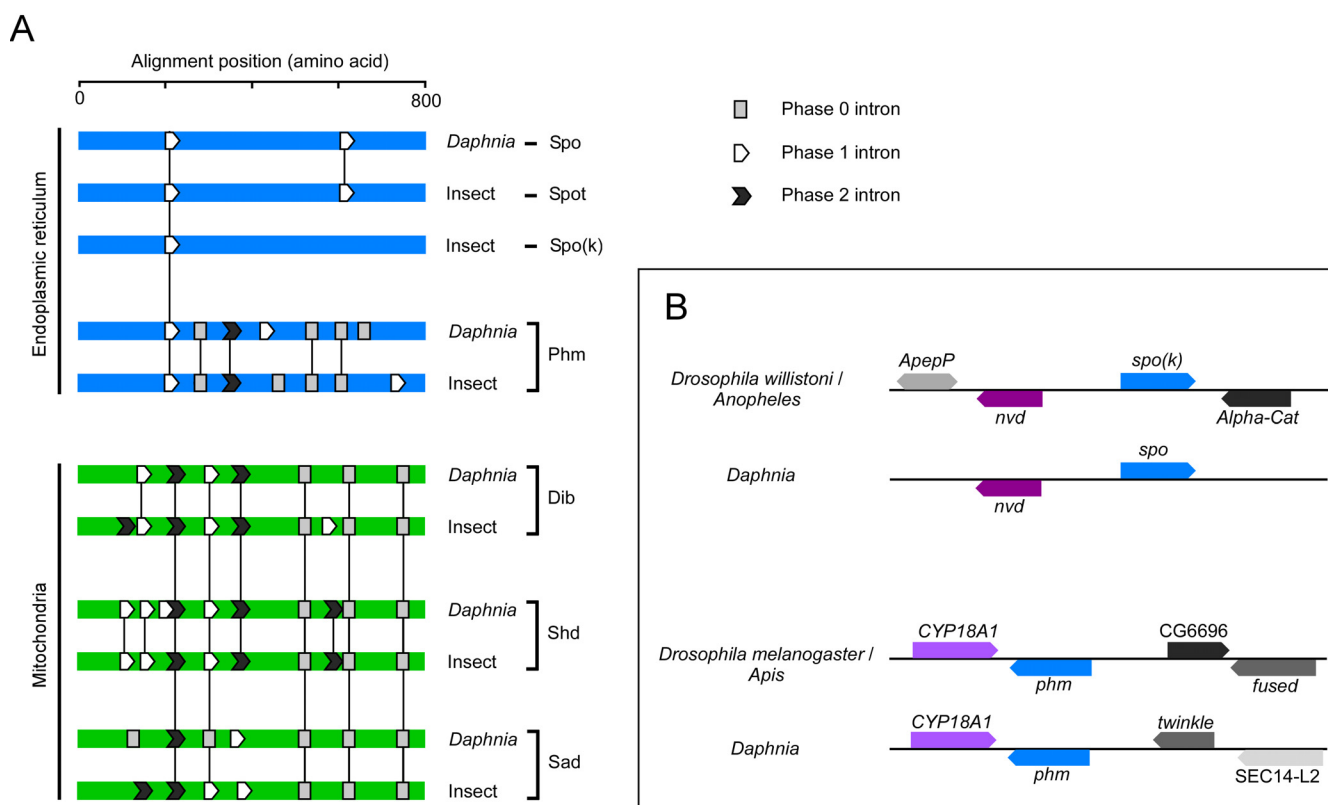 A
Alignment position (amino acid)
0
800
Endoplasmic reticulum
Daphnia – Spo
Insect – Spot
Insect – Spo(k)
Daphnia
Insect
Phm
Mitochondria
Daphnia
Insect
Dib
Daphnia
Insect
Shd
Daphnia
Insect
Sad
Phase 0 intron
Phase 1 intron
Phase 2 intron
B
Drosophila willistoni /
Anopheles
ApepP
nvd
spo(k)
Alpha-Cat
Daphnia
nvd
spo
Drosophila melanogaster /
Apis
CYP18A1
phm
CG6696
fused
Daphnia
CYP18A1
phm
twinkle
SEC14-L2